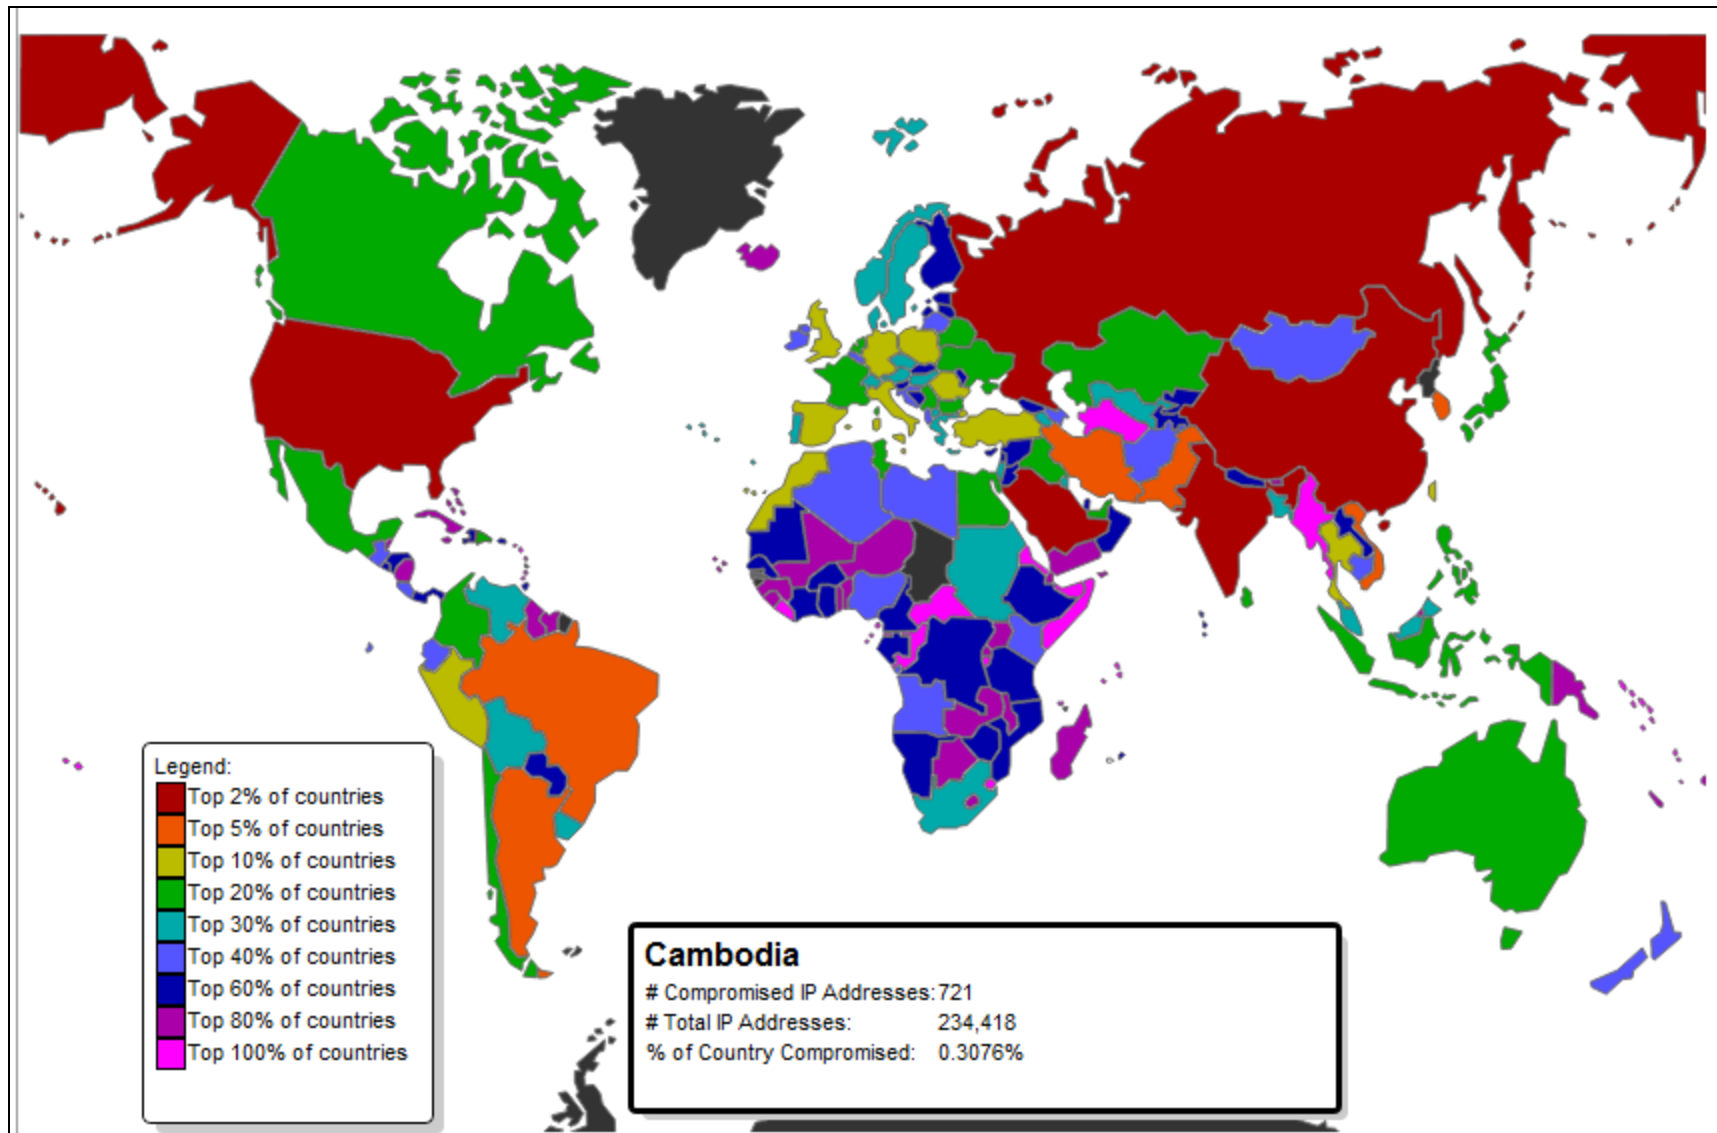 Legend:
Top 2% of countries
Top 5% of countries
Top 10% of countries
Top 20% of countries
Top 30% of countries
Top 40% of countries
Top 60% of countries
Top 80% of countries
Top 100% of countries
Cambodia
# Compromised IP Addresses: 721
# Total IP Addresses: 234,418
% of Country Compromised: 0.3076%